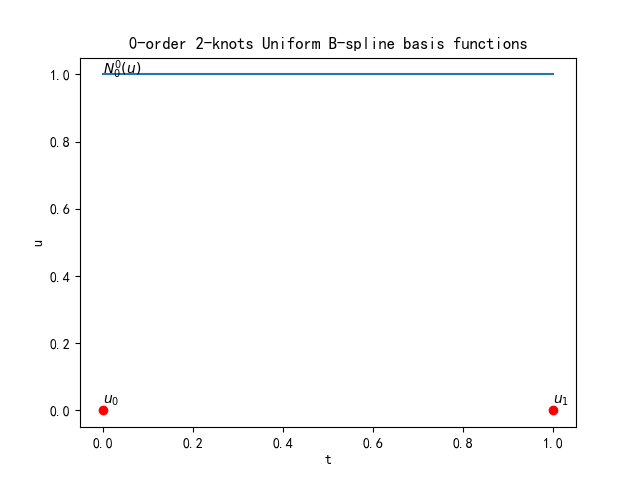 0-order 2-knots Uniform B-spline basis functions
N_0^0(u)
1.0
0.8
0.6
0.4
0.2
0.0
u
u_0
u_1
0.0 0.2 0.4 0.6 0.8 1.0
t